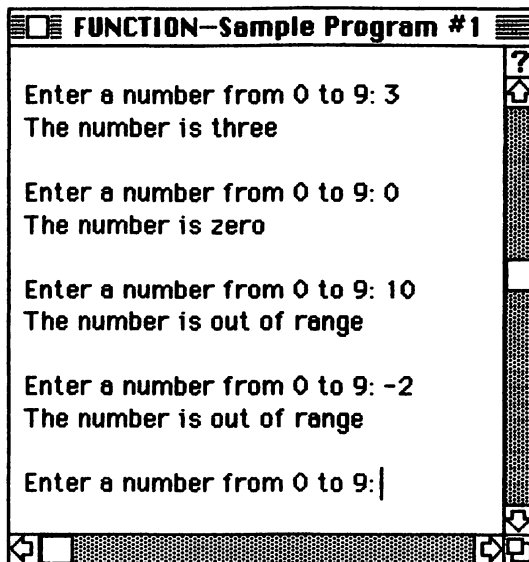 FUNCTION—Sample Program #1
?
Enter a number from 0 to 9: 3
The number is three
Enter a number from 0 to 9: 0
The number is zero
Enter a number from 0 to 9: 10
The number is out of range
Enter a number from 0 to 9: -2
The number is out of range
Enter a number from 0 to 9: